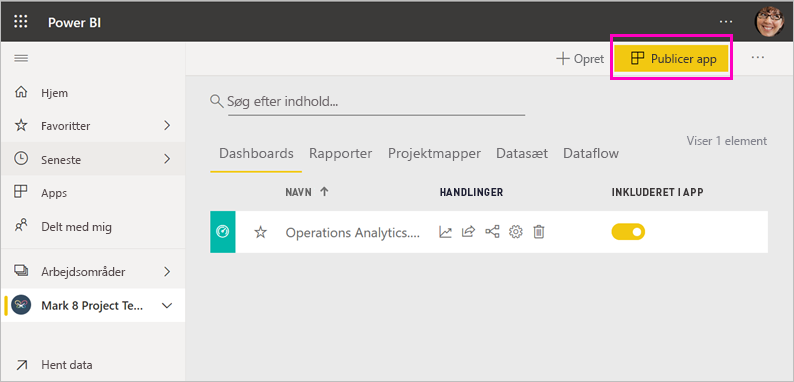 Power BI
Opret
Publicer app
Hjem
Favoritter
Seneste
Apps
Delt med mig
Arbejdsområder
Mark 8 Project Te...
Hent data
Søg efter indhold...
Viser 1 element
Dashboards Rapporter Projektmapper Datasæt Dataflow
NAVN HANDLINGER INKLUDERET I APP
Operations Analytics....